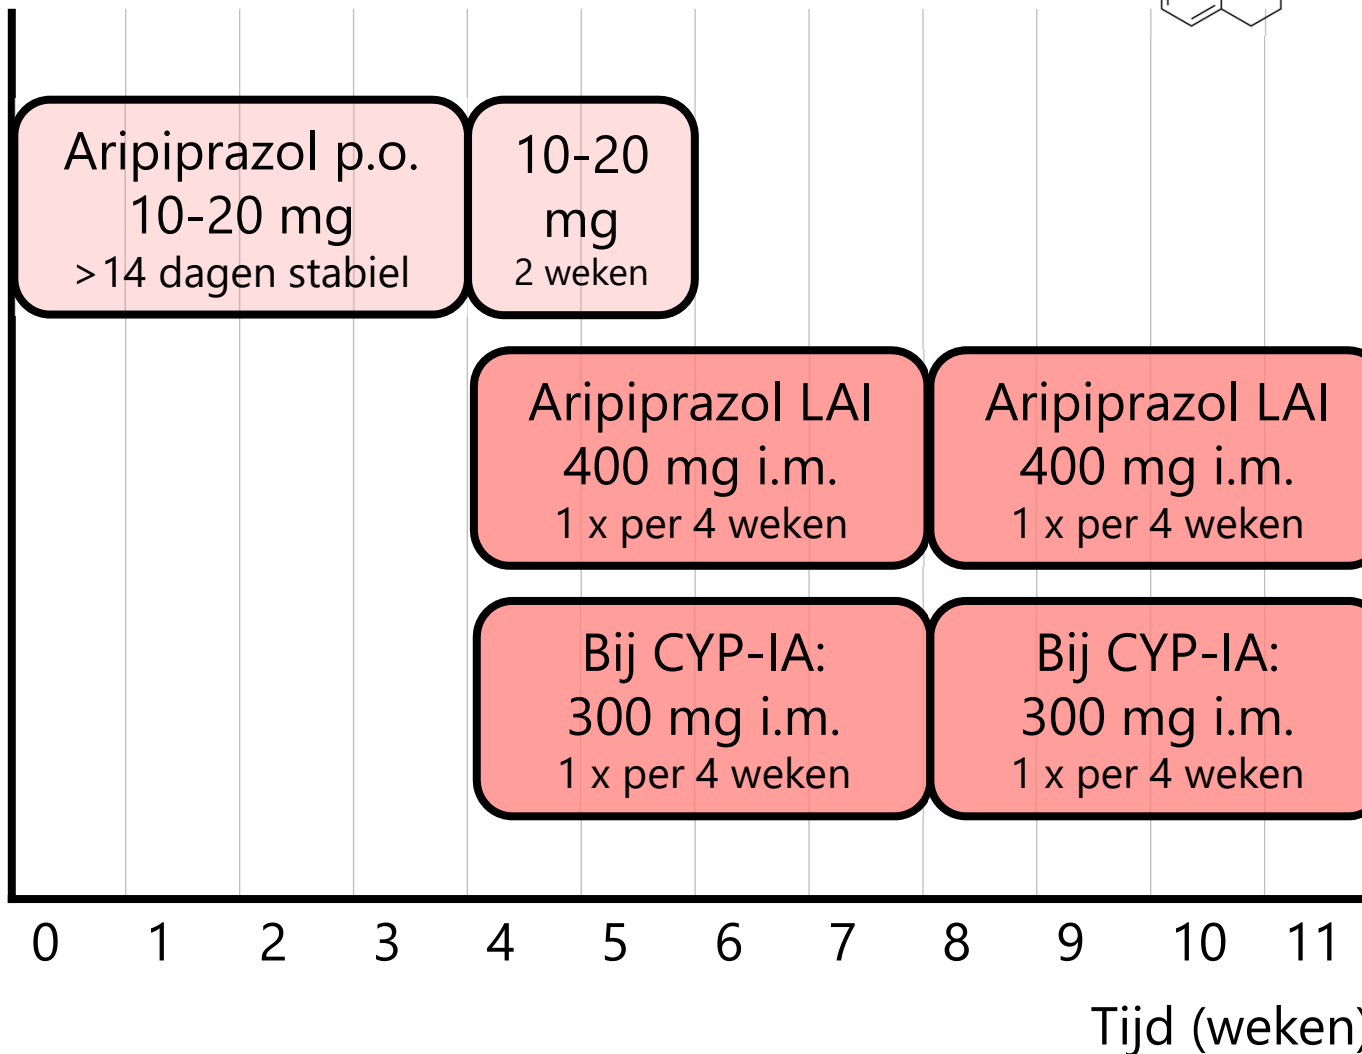 Aripiprazol p.o.
10-20 mg
>14 dagen stabiel
10-20
mg
2 weken
Aripiprazol LAI
400 mg i.m.
1 x per 4 weken
Aripiprazol LAI
400 mg i.m.
1 x per 4 weken
Bij CYP-IA:
300 mg i.m.
1 x per 4 weken
Bij CYP-IA:
300 mg i.m.
1 x per 4 weken
0 1 2 3 4 5 6 7 8 9 10 11
Tijd (weken)